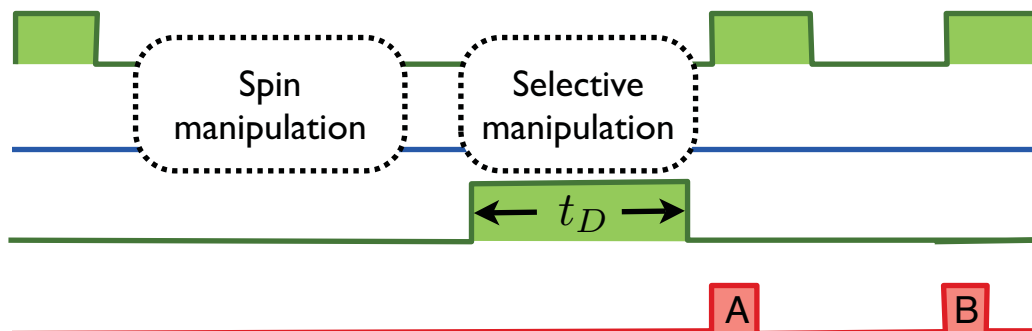 Spin
manipulation
Selective
manipulation
t_D
A
B